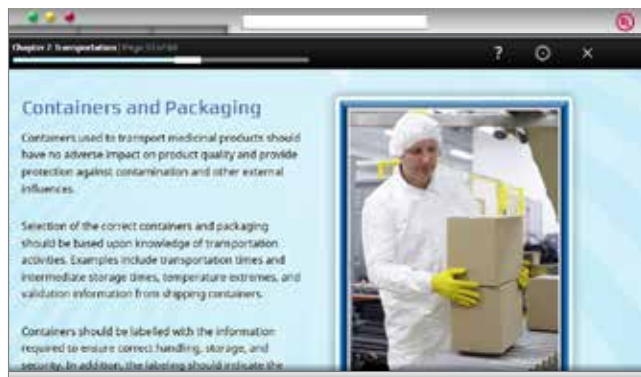 Chapter 7 Transportation
?
Containers and Packaging
Containers used to transport medicinal products should
have no adverse impact on product quality and provide
protection against contamination and other external
influences.
Selection of the correct containers and packaging
should be based upon knowledge of transportation
activities. Examples include transportation times and
intermediate storage times, temperature extremes, and
validation information from shipping containers.
Containers should be labelled with the information
required to ensure correct handling, storage, and
security. In addition, the labeling should indicate the